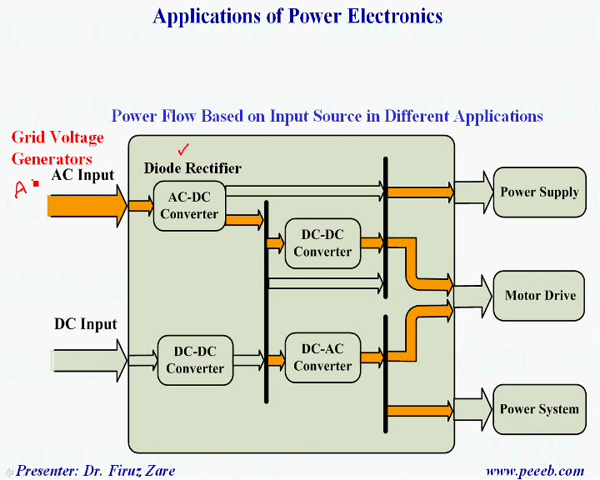 Applications of Power Electronics
Power Flow Based on Input Source in Different Applications
Grid Voltage
Generators
AC Input
Diode Rectifier
AC-DC
Converter
Power Supply
DC-DC
Converter
Motor Drive
DC Input
DC-DC
Converter
DC-AC
Converter
Power System
Presenter: Dr. Firuz Zare
www.peeeb.com